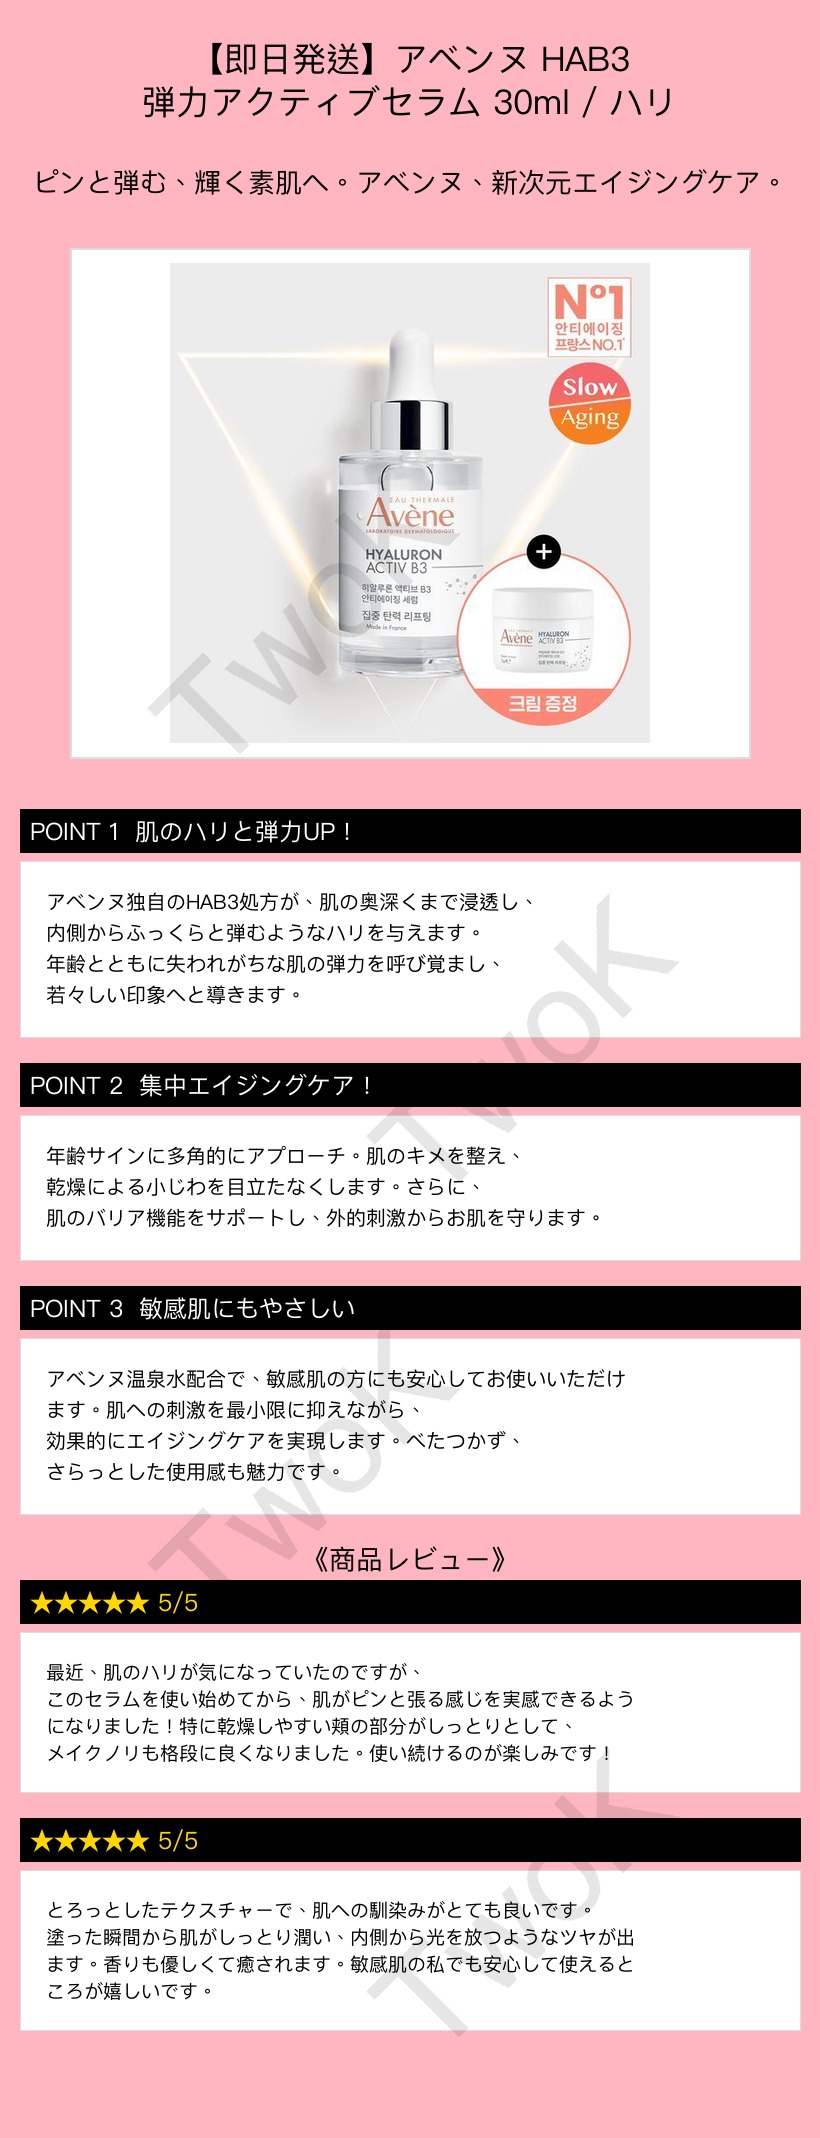 【即日発送】アベンヌ HAB3
弾力アクティブセラム 30ml / ハリ
ピンと弾む、輝く素肌へ。アベンヌ、新次元エイジングケア。
Nº1
안티에이징
프랑스 NO.1*
Slow
Aging
EAU THERMALE
Avène
LABORATOIRE DERMATOLOGIQUE
HYALURON
ACTIV B3
히알루론 액티브 B3
안티에이징 세럼
집중 탄력 리프팅
Made in France
+
Avène
HYALURON
ACTIV B3
집중 탄력 리프팅
크림 증정
TwoK
POINT 1 肌のハリと弾力UP！
アベンヌ独自のHAB3処方が、肌の奥深くまで浸透し、
内側からふっくらと弾むようなハリを与えます。
年齢とともに失われがちな肌の弾力を呼び覚まし、
若々しい印象へと導きます。
TwoK
POINT 2 集中エイジングケア！
年齢サインに多角的にアプローチ。肌のキメを整え、
乾燥による小じわを目立たなくします。さらに、
肌のバリア機能をサポートし、外的刺激からお肌を守ります。
POINT 3 敏感肌にもやさしい
アベンヌ温泉水配合で、敏感肌の方にも安心してお使いいただけ
ます。肌への刺激を最小限に抑えながら、
効果的にエイジングケアを実現します。べたつかず、
さらっとした使用感も魅力です。
TwoK
《商品レビュー》
★★★★★ 5/5
最近、肌のハリが気になっていたのですが、
このセラムを使い始めてから、肌がピンと張る感じを実感できるよう
になりました！特に乾燥しやすい頬の部分がしっとりとして、
メイクノリも格段に良くなりました。使い続けるのが楽しみです！
★★★★★ 5/5
とろっとしたテクスチャーで、肌への馴染みがとても良いです。
塗った瞬間から肌がしっとり潤い、内側から光を放つようなツヤが出
ます。香りも優しくて癒されます。敏感肌の私でも安心して使えると
ころが嬉しいです。
TwoK